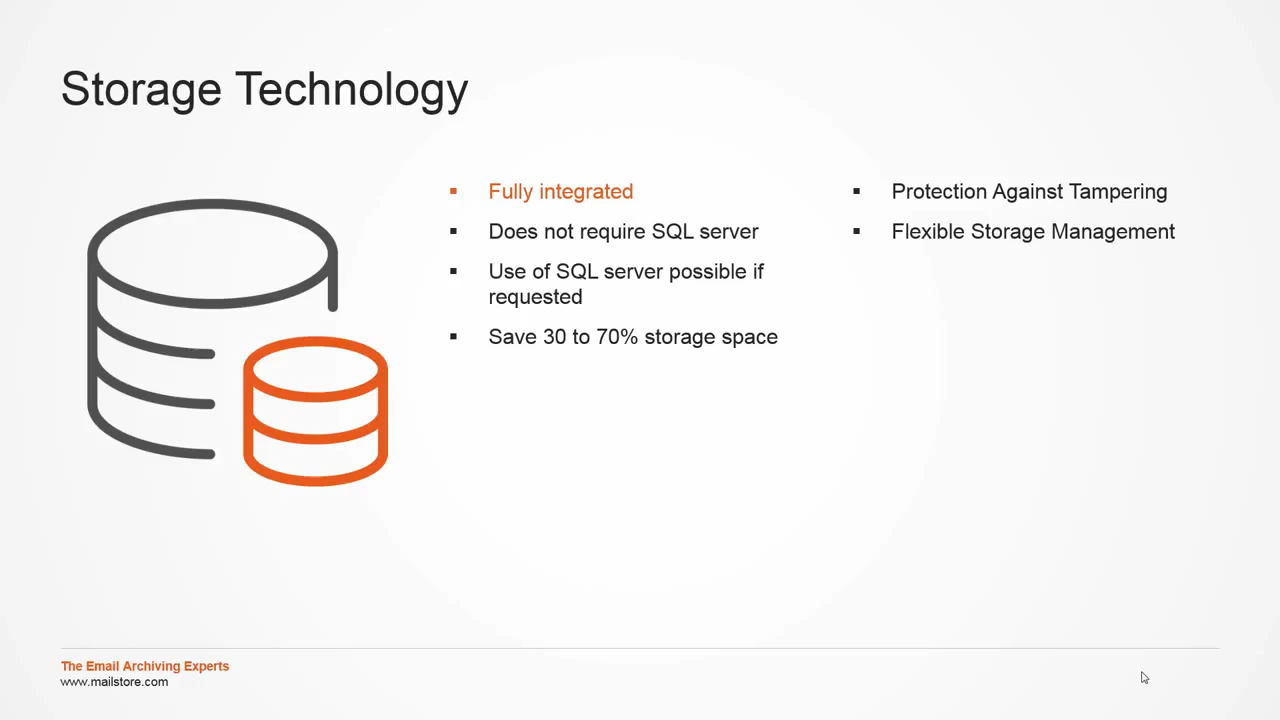 Storage Technology
Fully integrated
Does not require SQL server
Use of SQL server possible if
requested
Save 30 to 70% storage space
Protection Against Tampering
Flexible Storage Management
The Email Archiving Experts
www.mailstore.com